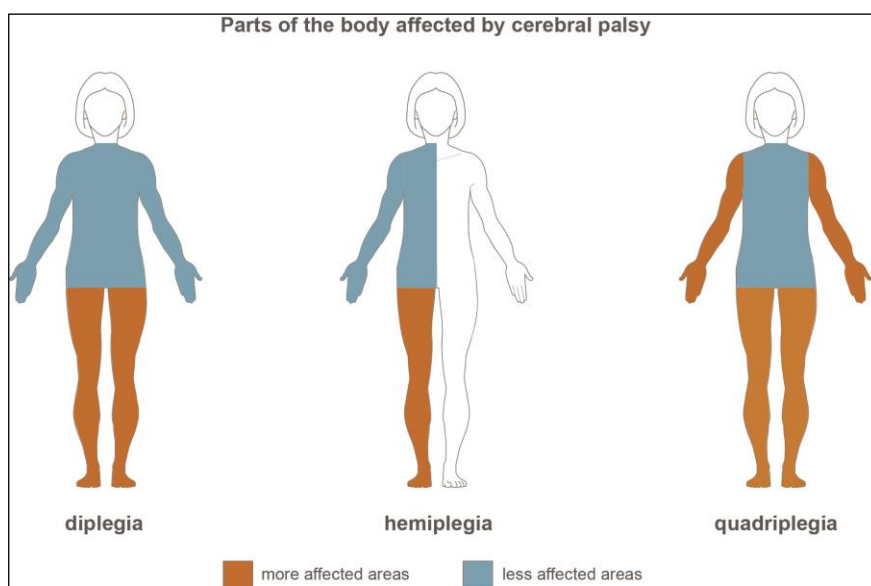 Parts of the body affected by cerebral palsy
diplegia
hemiplegia
quadriplegia
more affected areas
less affected areas